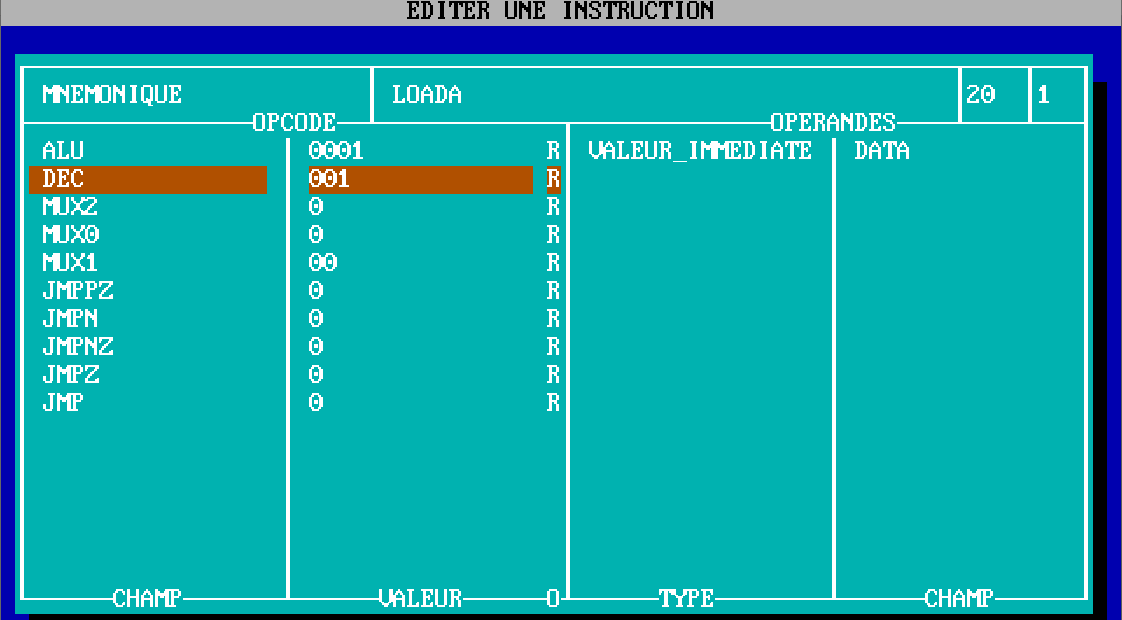 EDITER UNE INSTRUCTION
MNEMONIQUE LOADA 20 1
OPCODE OPERANDES
ALU 0001 R VALEUR_IMMEDIATE DATA
DEC 001 R
MUX2 0 R
MUX0 0 R
MUX1 00 R
JMPPZ 0 R
JMPN 0 R
JMPNZ 0 R
JMPZ 0 R
JMP 0 R
CHAMP VALEUR O TYPE CHAMP